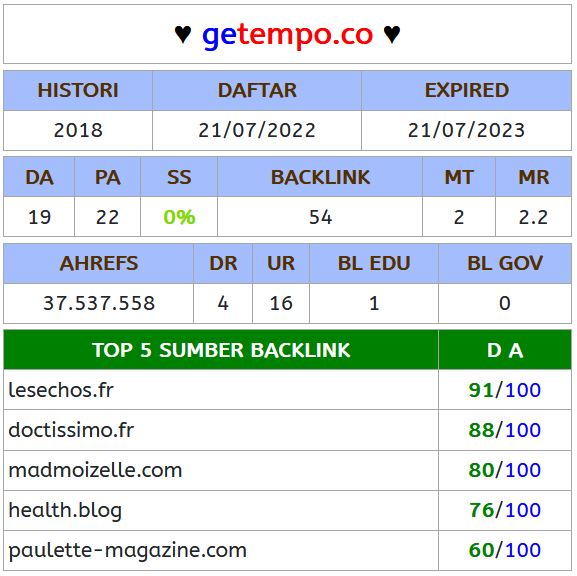 ♥ getempo.co ♥
HISTORI DAFTAR EXPIRED
2018 21/07/2022 21/07/2023
DA PA SS BACKLINK MT MR
19 22 0% 54 2 2.2
AHREFS DR UR BL EDU BL GOV
37.537.558 4 16 1 0
TOP 5 SUMBER BACKLINK D A
lesechos.fr 91/100
doctissimo.fr 88/100
madmoizelle.com 80/100
health.blog 76/100
paulette-magazine.com 60/100